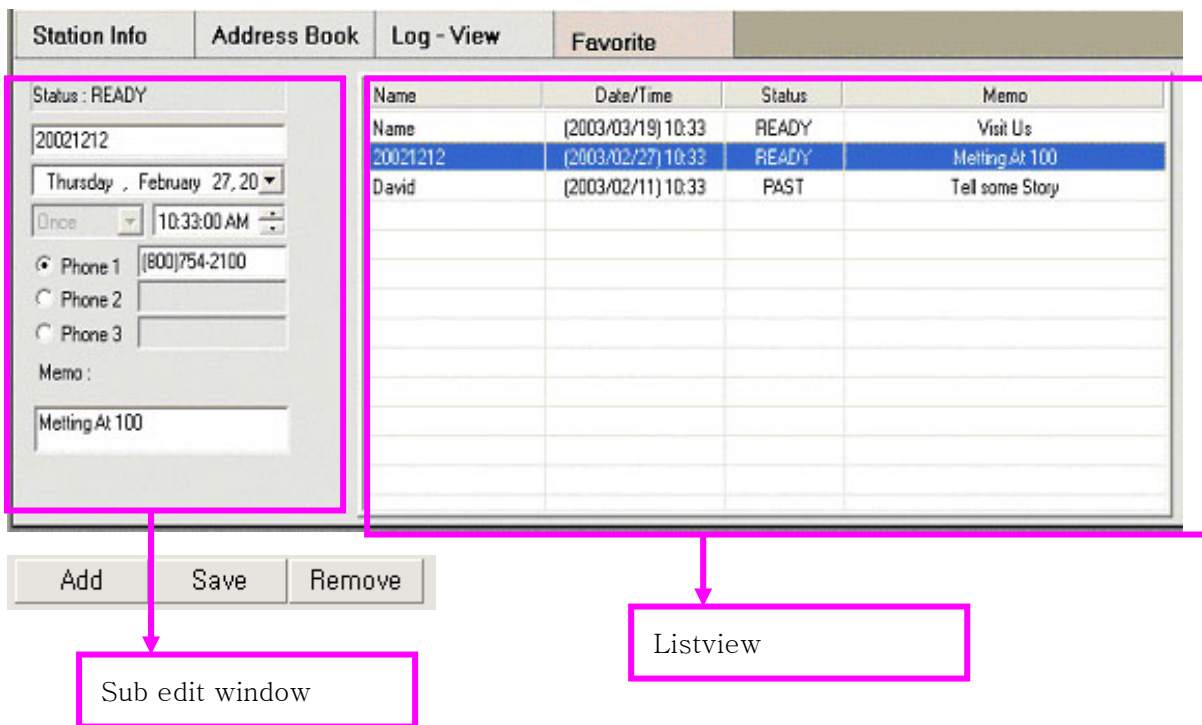 Station Info Address Book Log - View Favorite
Status : READY
20021212
Thursday , February 27, 20
Once 10:33:00 AM
Phone 1 (800)754-2100
Phone 2
Phone 3
Memo :
Metting At 100
Name Date/Time Status Memo
Name (2003/03/19) 10:33 READY Visit Us
20021212 (2003/02/27) 10:33 READY Metting At 100
David (2003/02/11) 10:33 PAST Tell some Story
Add Save Remove
Sub edit window
Listview